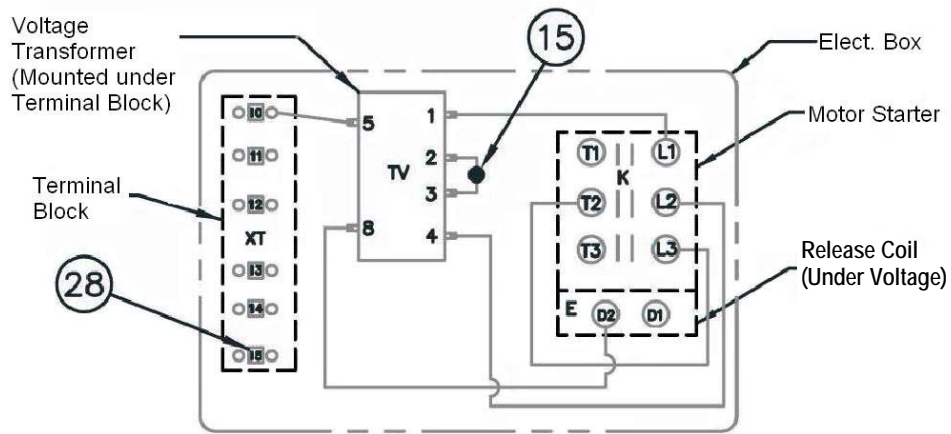 Voltage
Transformer
(Mounted under
Terminal Block)
15
Elect. Box
Motor Starter
10
11
12
XT
13
14
15
5
8
TV
1
2
3
4
T1
L1
K
T2
L2
T3
L3
E
D2
D1
Terminal
Block
28
Release Coil
(Under Voltage)